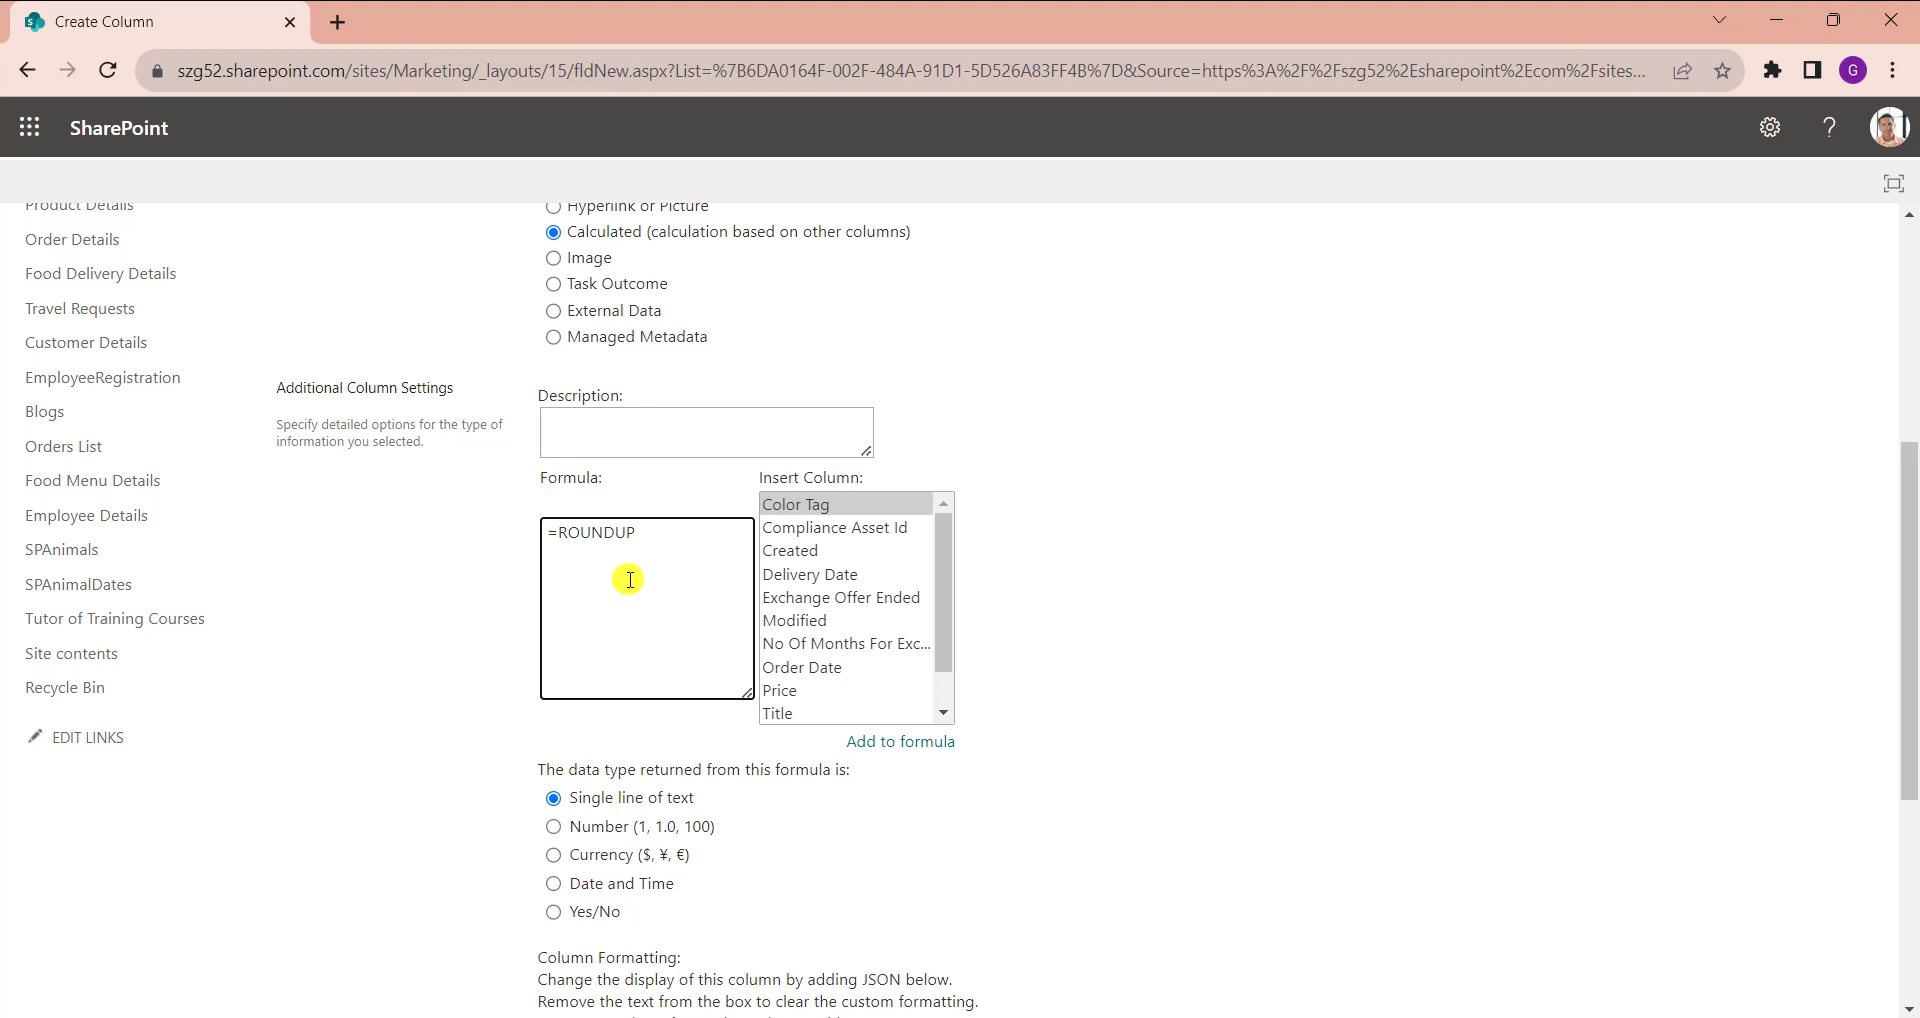 Create Column
szg52.sharepoint.com/sites/Marketing/_layouts/15/fldNew.aspx?List=%7B6DA0164F-002F-484A-91D1-5D526A83FF4B%7D&Source=https%3A%2F%2Fszg52%2Esharepoint%2Ecom%2Fsites...
G
SharePoint
?
Product Details
Order Details
Food Delivery Details
Travel Requests
Customer Details
EmployeeRegistration
Blogs
Orders List
Food Menu Details
Employee Details
SPAnimals
SPAnimalDates
Tutor of Training Courses
Site contents
Recycle Bin
EDIT LINKS
Hyperlink or Picture
Calculated (calculation based on other columns)
Image
Task Outcome
External Data
Managed Metadata
Additional Column Settings
Specify detailed options for the type of
information you selected.
Description:
Formula:
=ROUNDUP
Insert Column:
Color Tag
Compliance Asset Id
Created
Delivery Date
Exchange Offer Ended
Modified
No Of Months For Exc...
Order Date
Price
Title
Add to formula
The data type returned from this formula is:
Single line of text
Number (1, 1.0, 100)
Currency ($, ¥, €)
Date and Time
Yes/No
Column Formatting:
Change the display of this column by adding JSON below.
Remove the text from the box to clear the custom formatting.